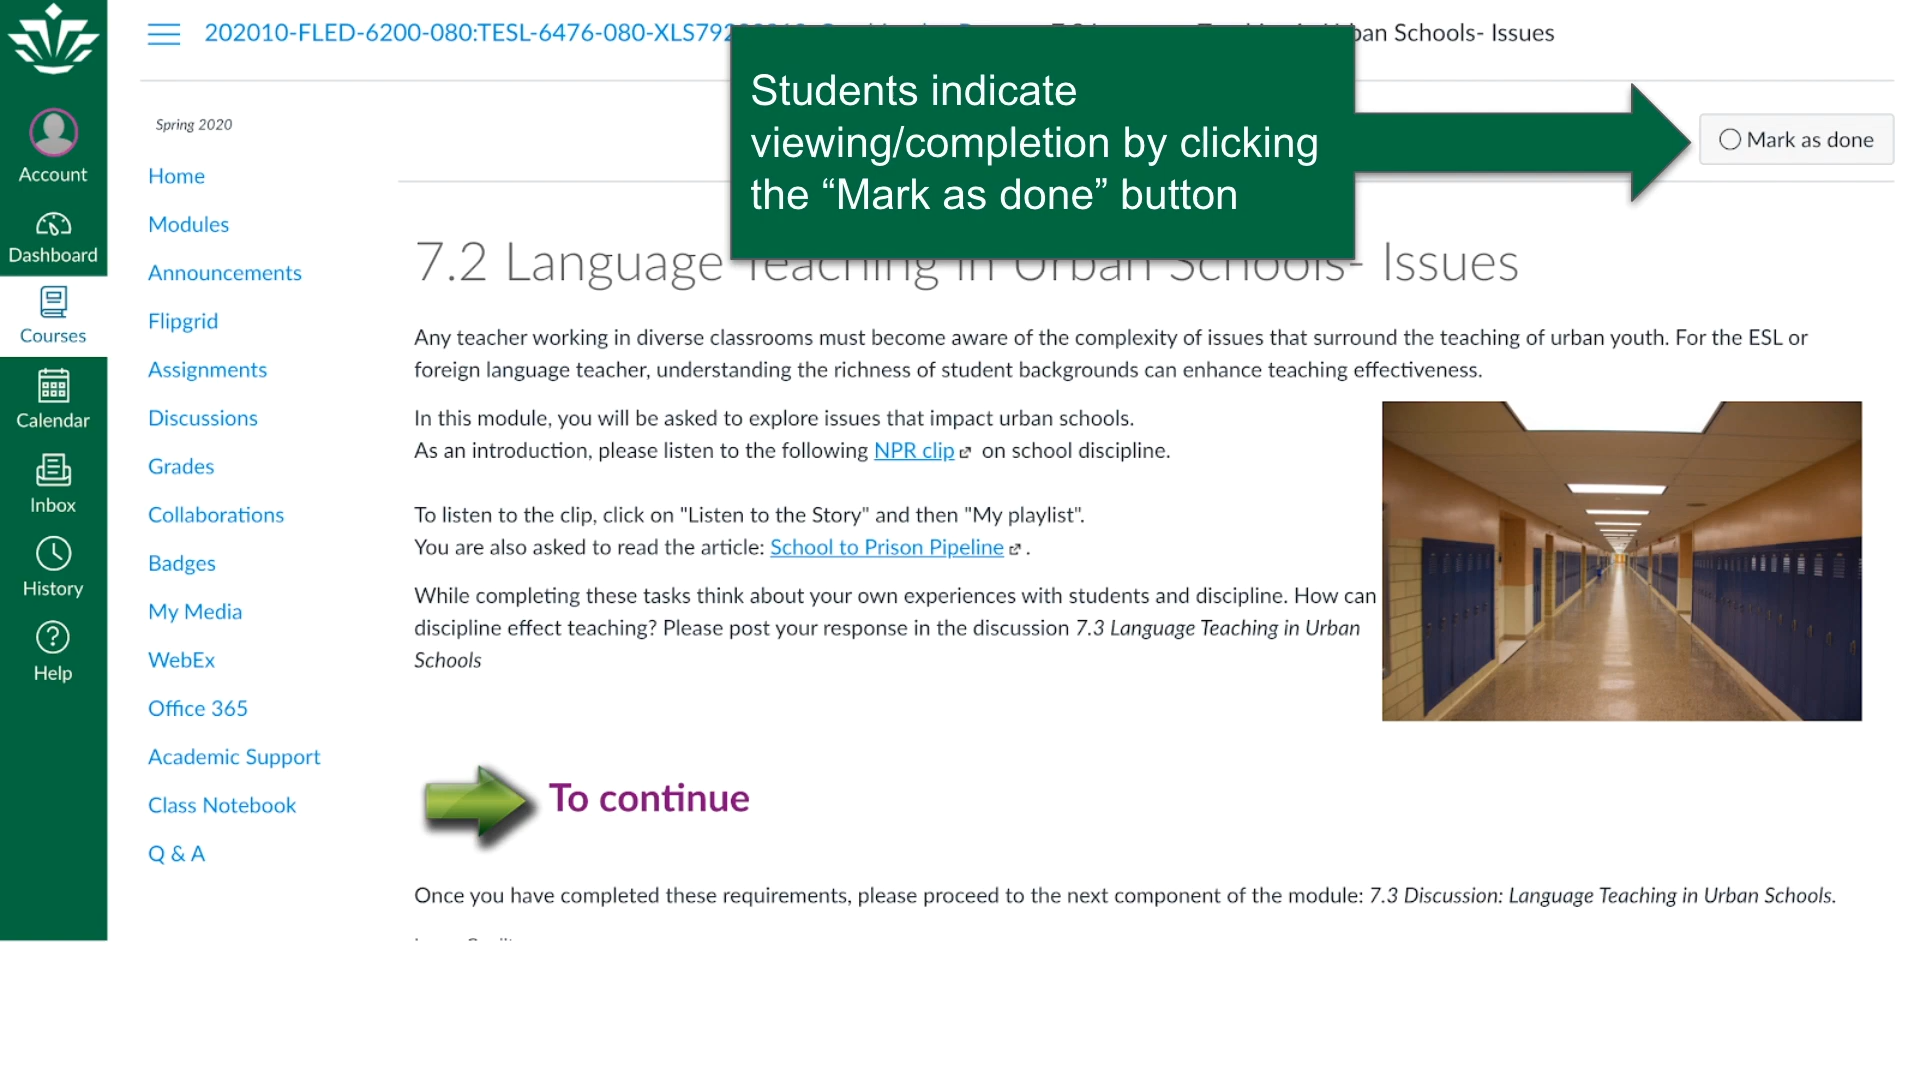 202010-FLED-6200-080:TESL-6476-080-XLS792 ban Schools- Issues
Students indicate
viewing/completion by clicking
the “Mark as done” button
Mark as done
Account
Dashboard
Courses
Calendar
Inbox
History
Help
Spring 2020
Home
Modules
Announcements
Flipgrid
Assignments
Discussions
Grades
Collaborations
Badges
My Media
WebEx
Office 365
Academic Support
Class Notebook
Q & A
7.2 Language Teaching in Urban Schools- Issues
Any teacher working in diverse classrooms must become aware of the complexity of issues that surround the teaching of urban youth. For the ESL or
foreign language teacher, understanding the richness of student backgrounds can enhance teaching effectiveness.
In this module, you will be asked to explore issues that impact urban schools.
As an introduction, please listen to the following NPR clip on school discipline.
To listen to the clip, click on "Listen to the Story" and then "My playlist".
You are also asked to read the article: School to Prison Pipeline .
While completing these tasks think about your own experiences with students and discipline. How can
discipline effect teaching? Please post your response in the discussion 7.3 Language Teaching in Urban
Schools
To continue
Once you have completed these requirements, please proceed to the next component of the module: 7.3 Discussion: Language Teaching in Urban Schools.